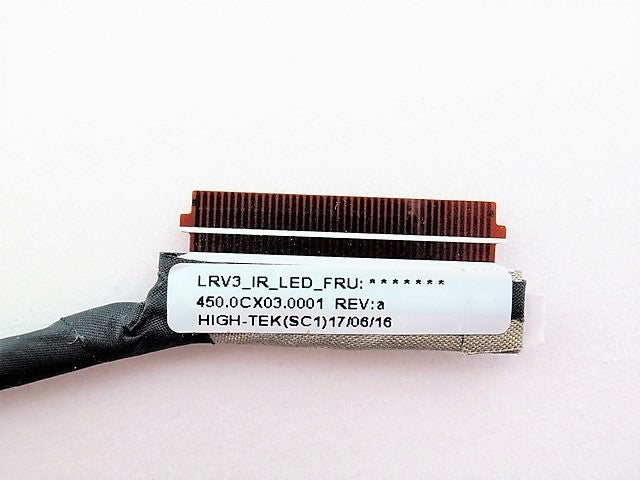 LRV3_IR_LED_FRU:*******
450.0CX03.0001 REV:a
HIGH-TEK(SC1)17/06/16